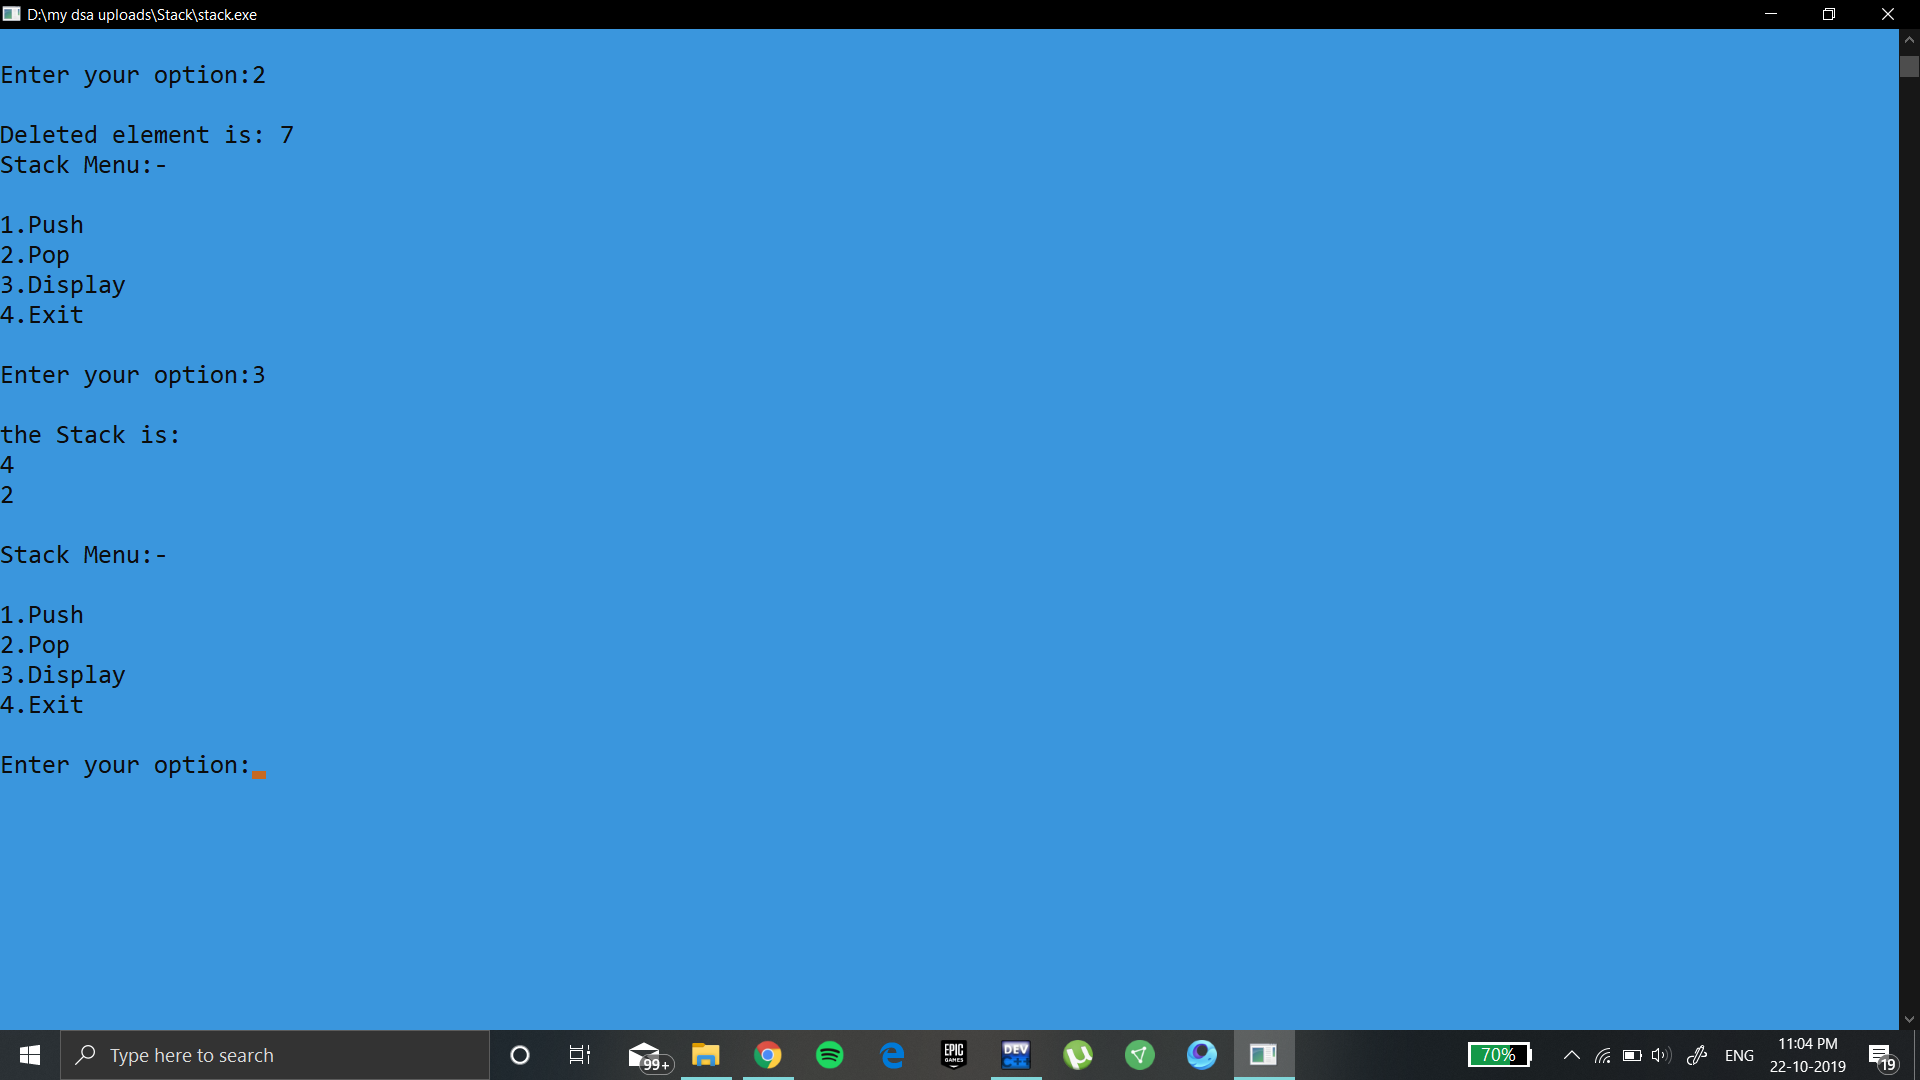 D:\my dsa uploads\Stack\stack.exe
Enter your option:2
Deleted element is: 7
Stack Menu:-
1.Push
2.Pop
3.Display
4.Exit
Enter your option:3
the Stack is:
4
2
Stack Menu:-
1.Push
2.Pop
3.Display
4.Exit
Enter your option:
Type here to search
99+
EPIC
GAMES
DEV
C++
70%
ENG
11:04 PM
22-10-2019
19